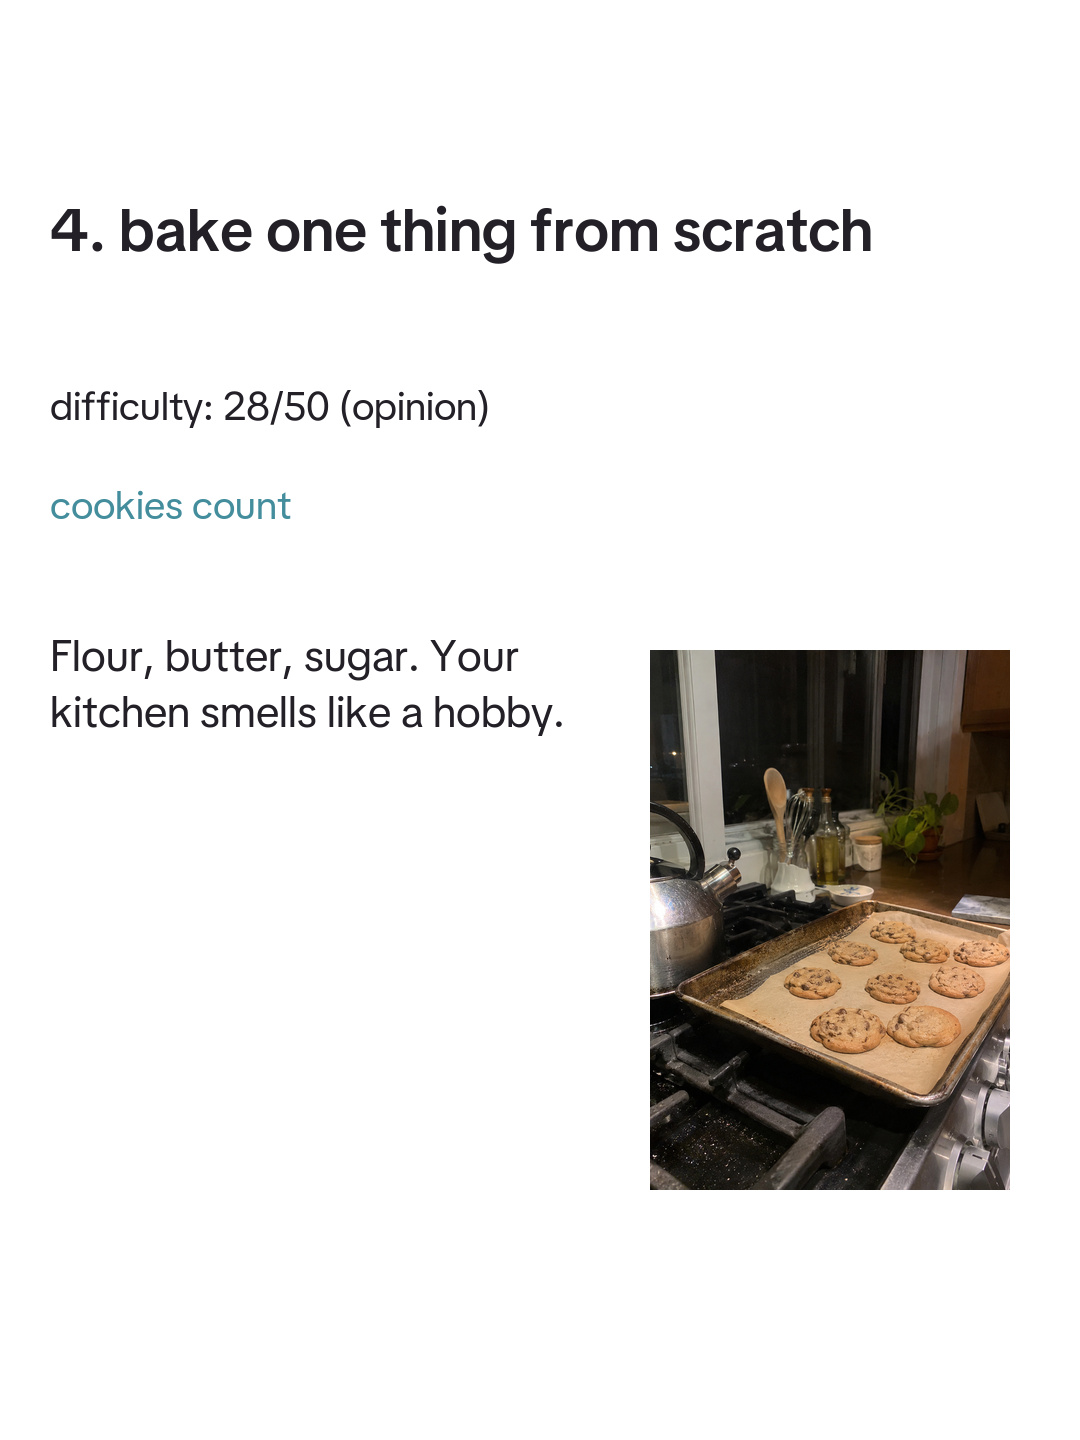 4. bake one thing from scratch
difficulty: 28/50 (opinion)
cookies count
Flour, butter, sugar. Your
kitchen smells like a hobby.